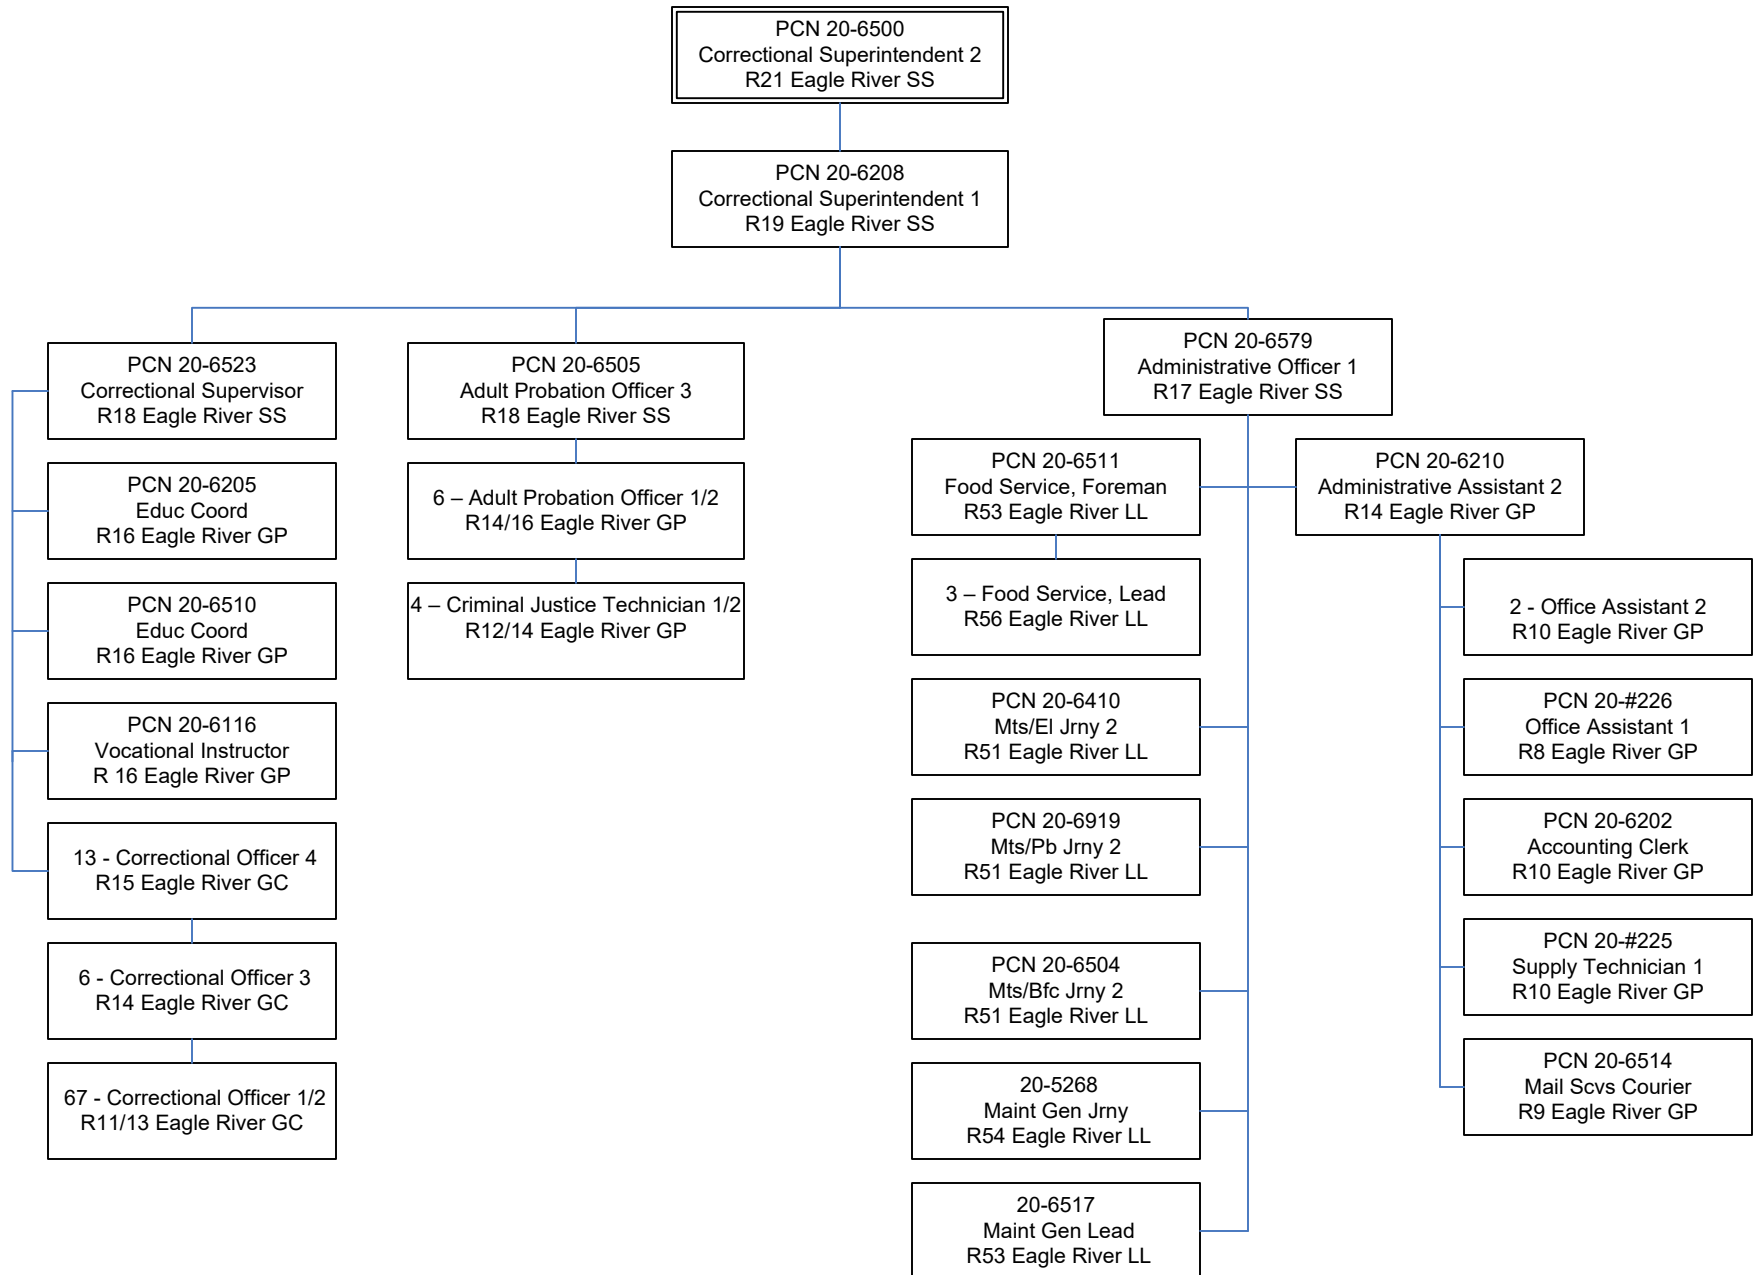 PCN 20-6500
Correctional Superintendent 2
R21 Eagle River SS
PCN 20-6208
Correctional Superintendent 1
R19 Eagle River SS
PCN 20-6523
Correctional Supervisor
R18 Eagle River SS
PCN 20-6205
Educ Coord
R16 Eagle River GP
PCN 20-6510
Educ Coord
R16 Eagle River GP
PCN 20-6116
Vocational Instructor
R 16 Eagle River GP
13 - Correctional Officer 4
R15 Eagle River GC
6 - Correctional Officer 3
R14 Eagle River GC
67 - Correctional Officer 1/2
R11/13 Eagle River GC
PCN 20-6505
Adult Probation Officer 3
R18 Eagle River SS
6 – Adult Probation Officer 1/2
R14/16 Eagle River GP
4 – Criminal Justice Technician 1/2
R12/14 Eagle River GP
PCN 20-6579
Administrative Officer 1
R17 Eagle River SS
PCN 20-6511
Food Service, Foreman
R53 Eagle River LL
3 – Food Service, Lead
R56 Eagle River LL
PCN 20-6410
Mts/El Jrny 2
R51 Eagle River LL
PCN 20-6919
Mts/Pb Jrny 2
R51 Eagle River LL
PCN 20-6504
Mts/Bfc Jrny 2
R51 Eagle River LL
20-5268
Maint Gen Jrny
R54 Eagle River LL
20-6517
Maint Gen Lead
R53 Eagle River LL
PCN 20-6210
Administrative Assistant 2
R14 Eagle River GP
2 - Office Assistant 2
R10 Eagle River GP
PCN 20-#226
Office Assistant 1
R8 Eagle River GP
PCN 20-6202
Accounting Clerk
R10 Eagle River GP
PCN 20-#225
Supply Technician 1
R10 Eagle River GP
PCN 20-6514
Mail Scvs Courier
R9 Eagle River GP